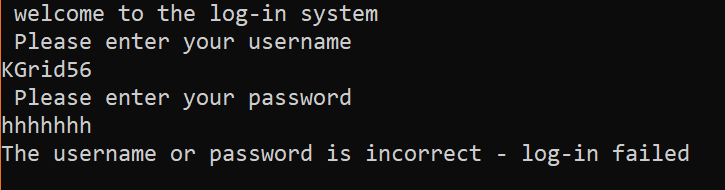 welcome to the log-in system
Please enter your username
KGrid56
Please enter your password
hhhhhhh
The username or password is incorrect - log-in failed